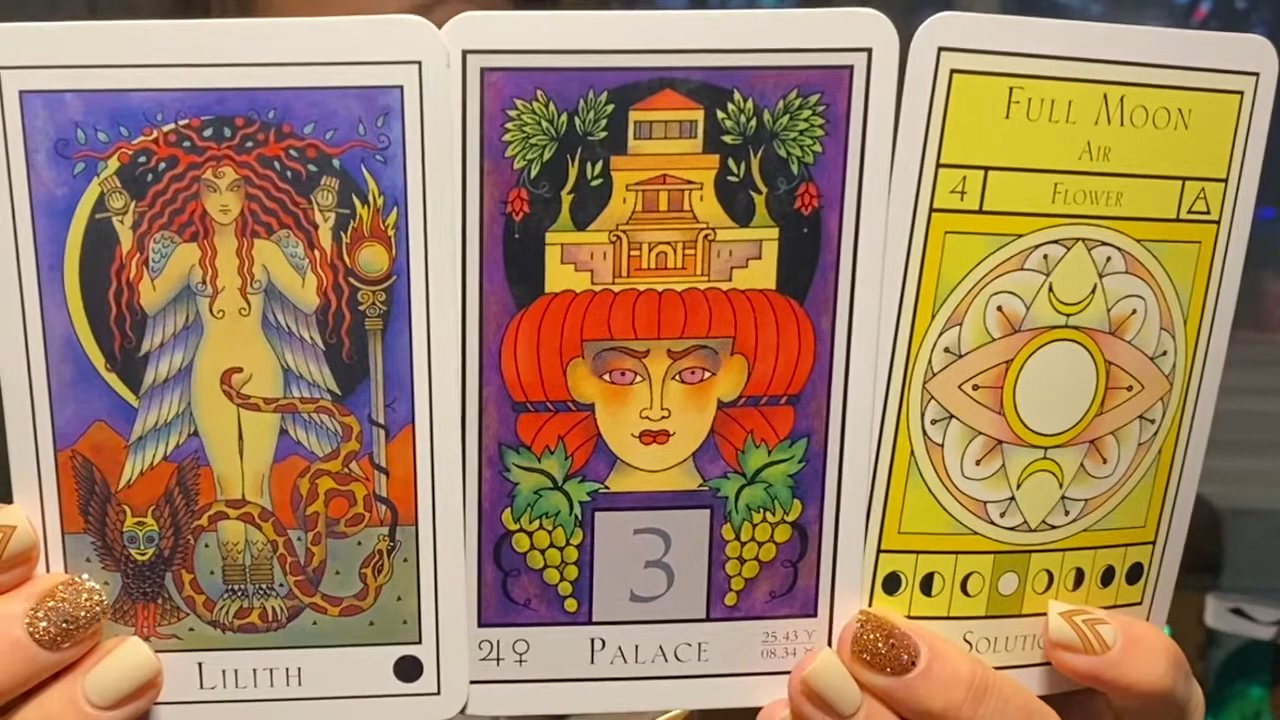 LILITH
3
♃♀ PALACE 25.43 ♈
08.34
FULL MOON
AIR
4 FLOWER